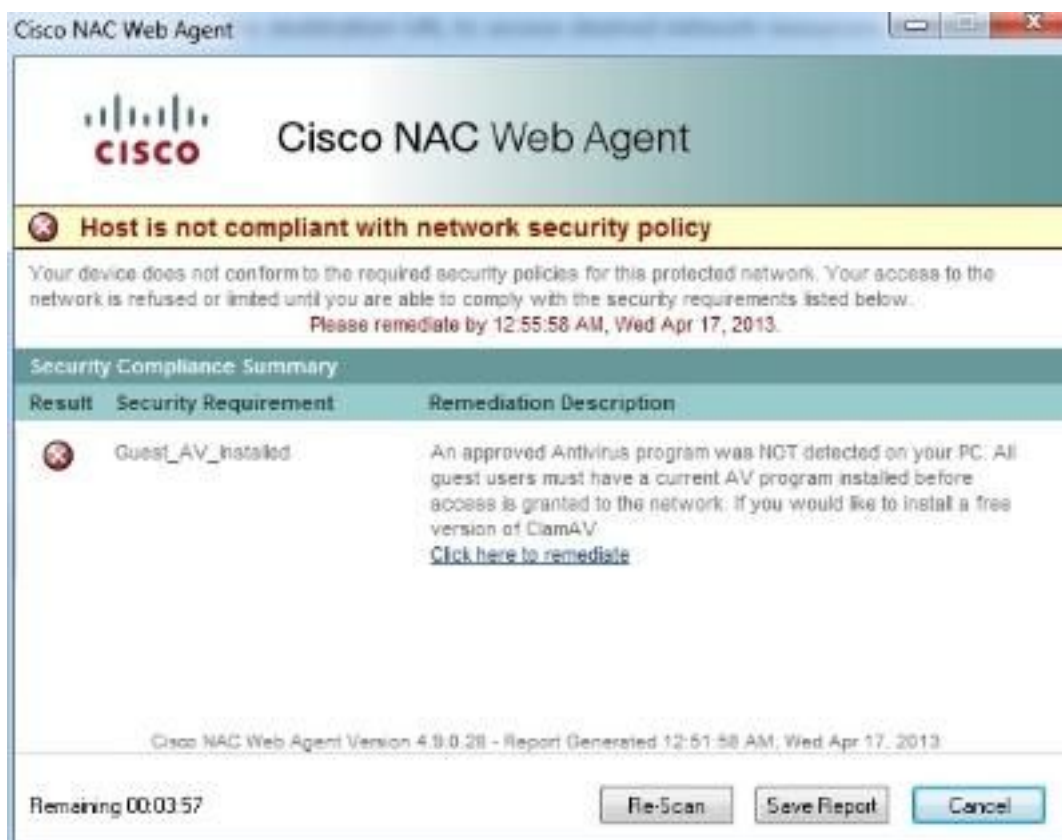 Cisco NAC Web Agent
CISCO
Cisco NAC Web Agent
Host is not compliant with network security policy
Your device does not conform to the required security policies for this protected network. Your access to the
network is refused or limited until you are able to comply with the security requirements listed below.
Please remediate by 12:55:58 AM, Wed Apr 17, 2013.
Security Compliance Summary
Result Security Requirement Remediation Description
Guest_AV_Installed
An approved Antivirus program was NOT detected on your PC. All
guest users must have a current AV program installed before
access is granted to the network. If you would like to install a free
version of ClamAV
Click here to remediate
Cisco NAC Web Agent Version 4.9.0.28 - Report Generated 12:51:58 AM, Wed Apr 17, 2013
Remaining 00:03:57
Re-Scan
Save Report
Cancel